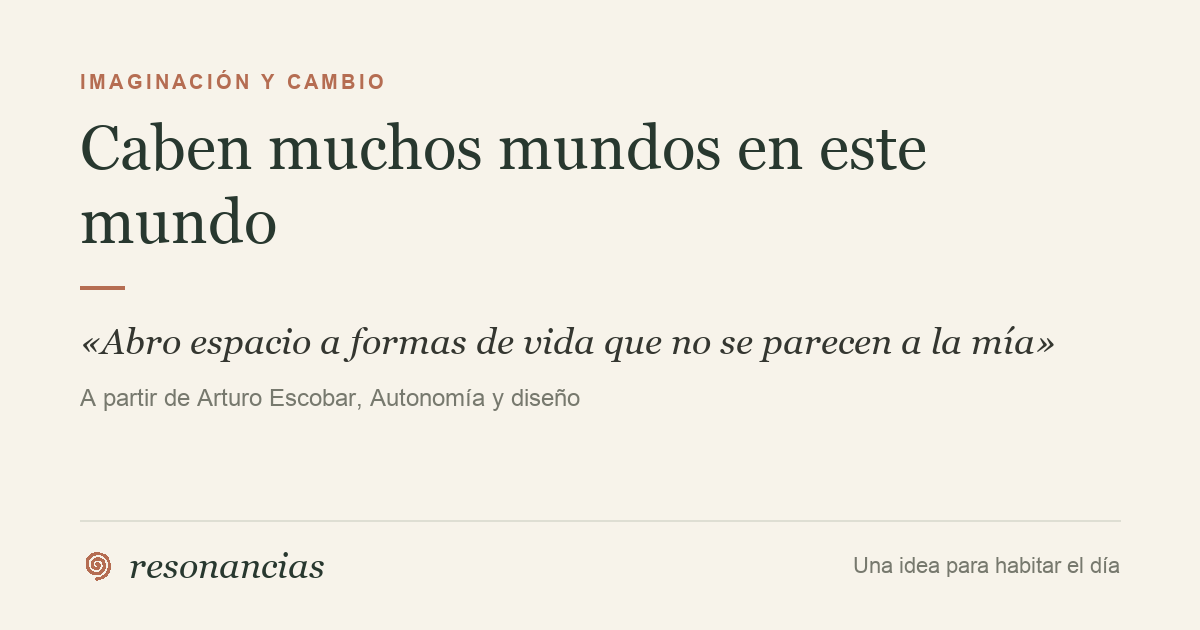 IMAGINACIÓN Y CAMBIO
Caben muchos mundos en este
mundo
«Abro espacio a formas de vida que no se parecen a la mía»
A partir de Arturo Escobar, Autonomía y diseño
resonancias
Una idea para habitar el día